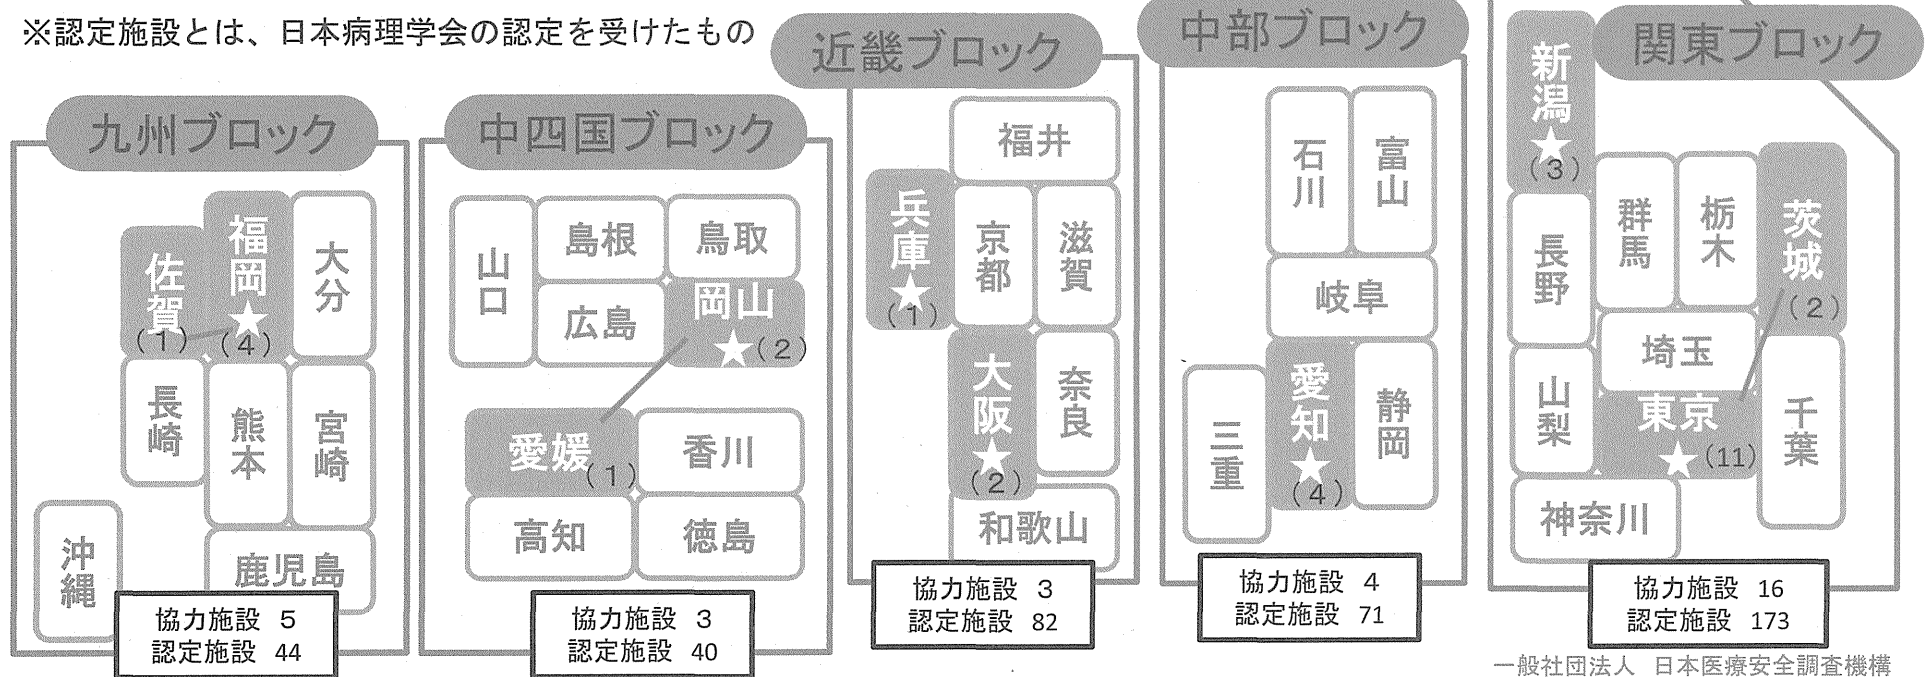 ※認定施設とは、日本病理学会の認定を受けたもの
九州ブロック
福岡
★
(4)
大分
佐賀
(1)
長崎
熊本
宮崎
沖縄
鹿児島
協力施設 5
認定施設 44
中四国ブロック
山口
島根
鳥取
広島
岡山
★(2)
愛媛(1)
香川
高知
徳島
協力施設 3
認定施設 40
近畿ブロック
福井
兵庫
★
(1)
京都
滋賀
大阪
★
(2)
奈良
和歌山
協力施設 3
認定施設 82
中部ブロック
石川
富山
岐阜
三重
愛知
★
(4)
静岡
協力施設 4
認定施設 71
関東ブロック
新潟
★
(3)
長野
群馬
栃木
茨城
(2)
埼玉
山梨
東京
★(11)
千葉
神奈川
協力施設 16
認定施設 173
一般社団法人 日本医療安全調査機構